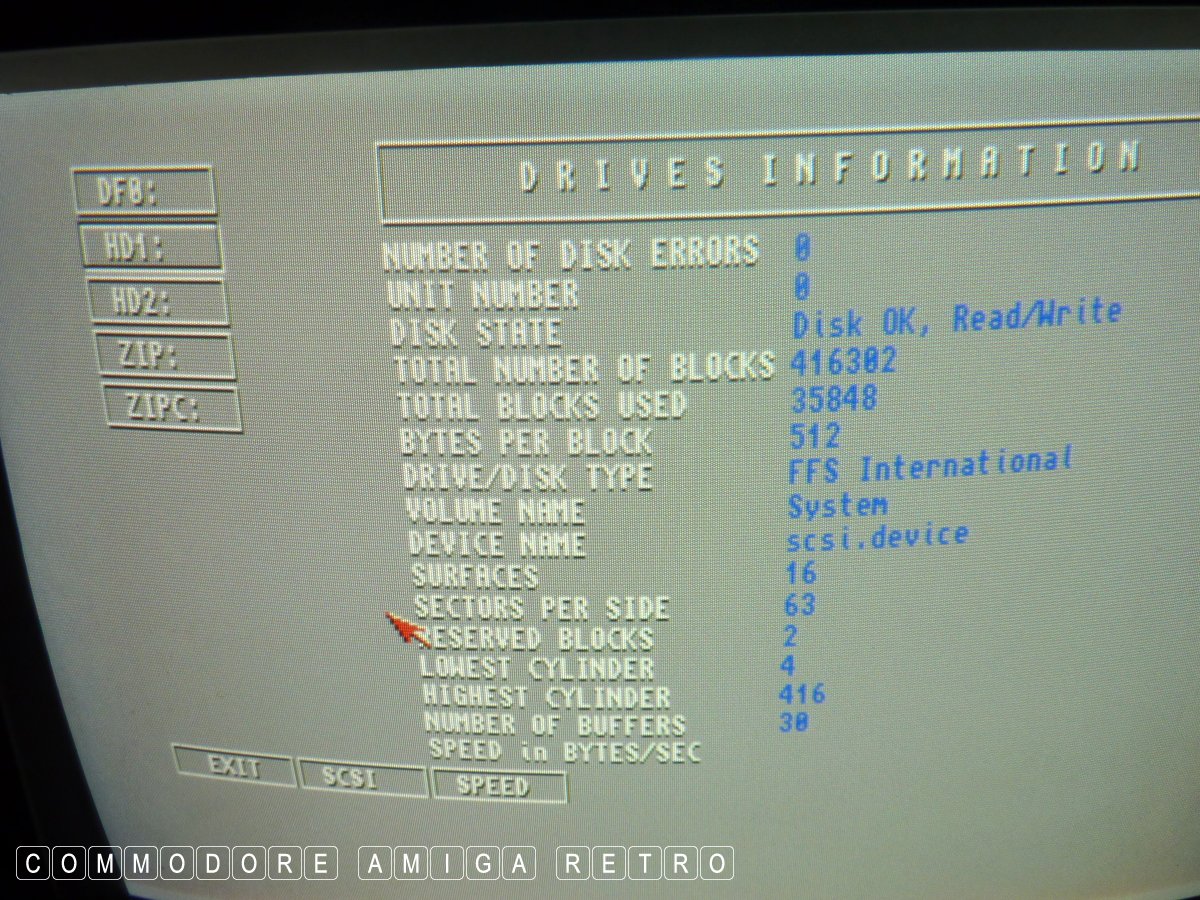 DRIVES INFORMATION
DF0:
HD1:
HD2:
ZIP:
ZIPC:
NUMBER OF DISK ERRORS 0
UNIT NUMBER 0
DISK STATE Disk OK, Read/Write
TOTAL NUMBER OF BLOCKS 416302
TOTAL BLOCKS USED 35848
BYTES PER BLOCK 512
DRIVE/DISK TYPE FFS International
VOLUME NAME System
DEVICE NAME scsi.device
SURFACES 16
SECTORS PER SIDE 63
RESERVED BLOCKS 2
LOWEST CYLINDER 4
HIGHEST CYLINDER 416
NUMBER OF BUFFERS 30
SPEED in BYTES/SEC
EXIT SCSI SPEED
COMMODORE AMIGA RETRO